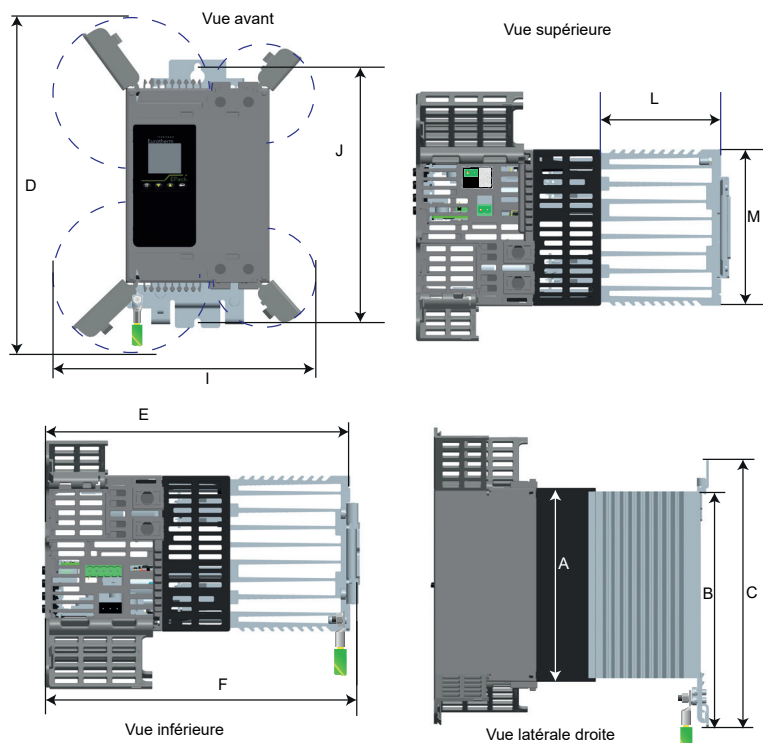 Vue avant
D
J
I
Eurotherm
EPack
Vue supérieure
L
M
E
F
Vue inférieure
A
B
C
Vue latérale droite